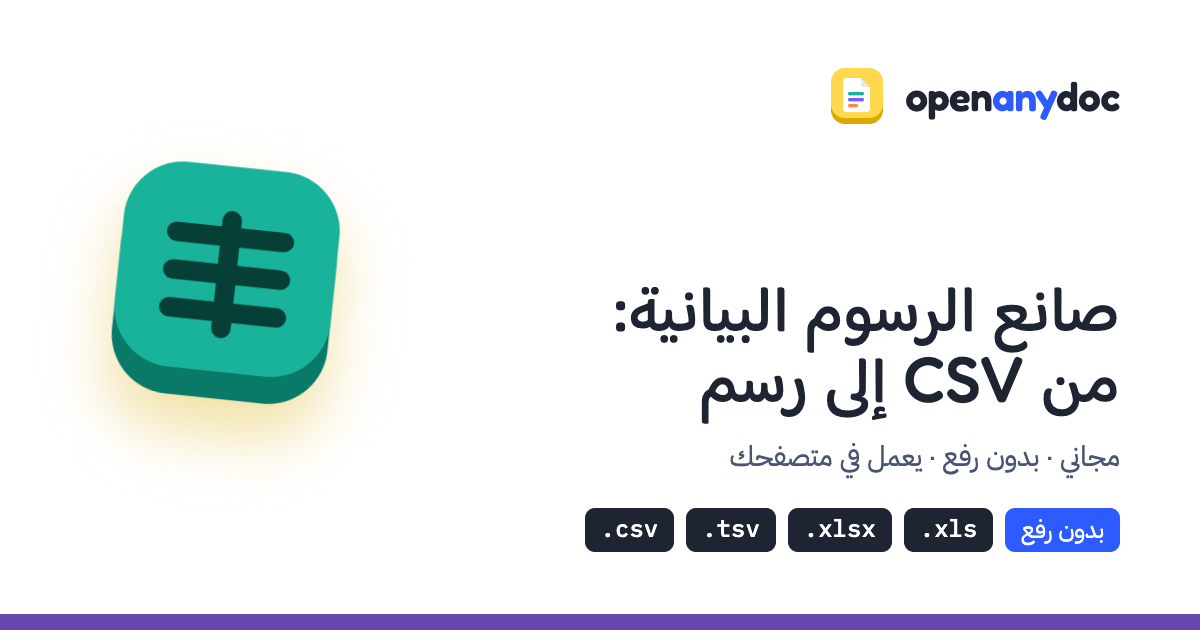 openanydoc
صانع الرسوم البيانية:
من CSV إلى رسم
مجاني · بدون رفع · يعمل في متصفحك
بدون رفع .xls .xlsx .tsv .csv